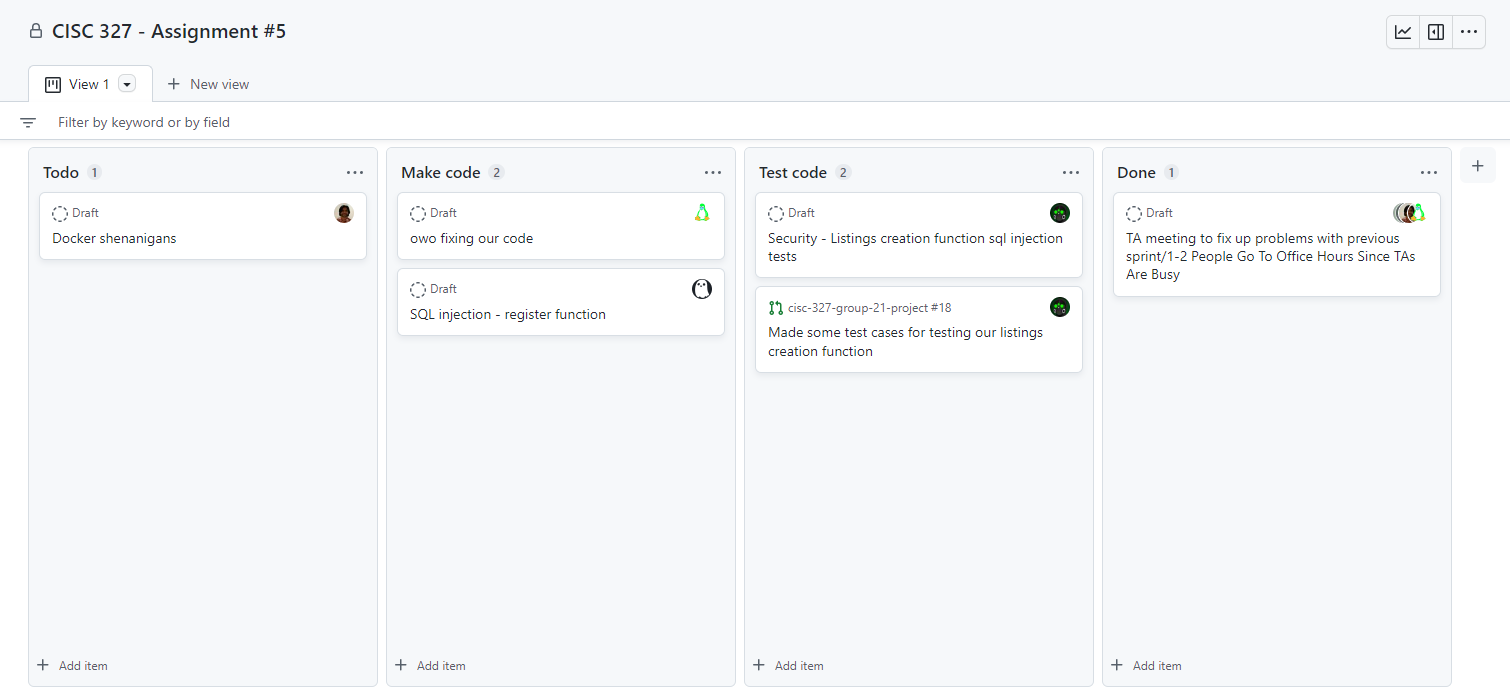 CISC 327 - Assignment #5
View 1
New view
Filter by keyword or by field
Todo 1
Draft
Docker shenanigans
Add item
Make code 2
Draft
owo fixing our code
Draft
SQL injection - register function
Add item
Test code 2
Draft
Security - Listings creation function sql injection
tests
cisc-327-group-21-project #18
Made some test cases for testing our listings
creation function
Add item
Done 1
Draft
TA meeting to fix up problems with previous
sprint/1-2 People Go To Office Hours Since TAs
Are Busy
Add item